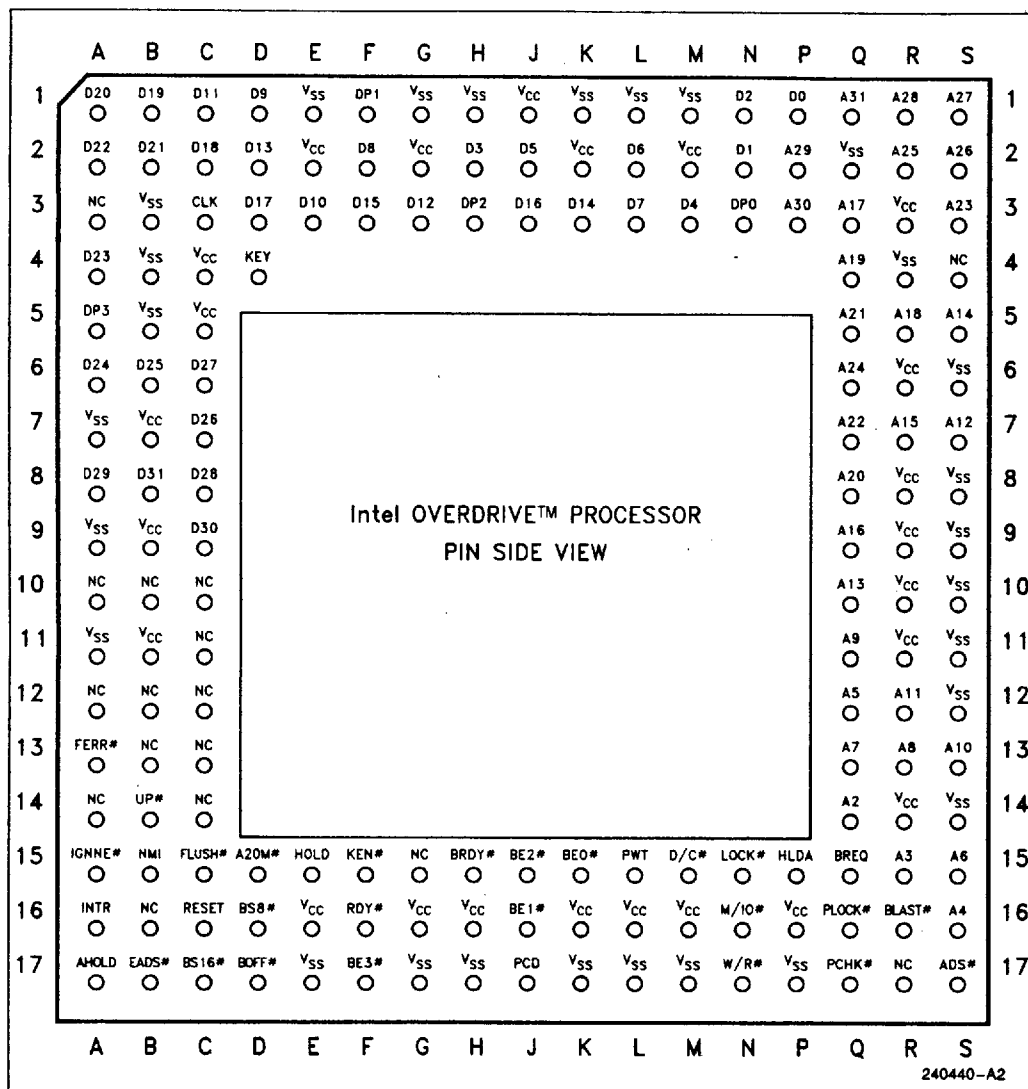 A B C D E F G H J K L M N P Q R S
1 D20 D19 D11 D9 VSS DP1 VSS VSS VCC VSS VSS VSS D2 D0 A31 A28 A27 1
2 D22 D21 D18 D13 VCC D8 VCC D3 D5 VCC D6 VCC D1 A29 VSS A25 A26 2
3 NC VSS CLK D17 D10 D15 D12 DP2 D16 D14 D7 D4 DP0 A30 A17 VCC A23 3
4 D23 VSS VCC KEY A19 VSS NC 4
5 DP3 VSS VCC A21 A18 A14 5
6 D24 D25 D27 A24 VCC VSS 6
7 VSS VCC D26 A22 A15 A12 7
8 D29 D31 D28 A20 VCC VSS 8
Intel OVERDRIVE™ PROCESSOR
9 VSS VCC D30 A16 VCC VSS 9
PIN SIDE VIEW
10 NC NC NC A13 VCC VSS 10
11 VSS VCC NC A9 VCC VSS 11
12 NC NC NC A5 A11 VSS 12
13 FERR# NC NC A7 A8 A10 13
14 NC UP# NC A2 VCC VSS 14
15 IGNNE# NMI FLUSH# A20M# HOLD KEN# NC BRDY# BE2# BE0# PWT D/C# LOCK# HLDA BREQ A3 A6 15
16 INTR NC RESET BS8# VCC RDY# VCC VCC BE1# VCC VCC VCC M/IO# VCC PLOCK# BLAST# A4 16
17 AHOLD EADS# BS16# BOFF# VSS BE3# VSS VSS PCD VSS VSS VSS W/R# VSS PCHK# NC ADS# 17
A B C D E F G H J K L M N P Q R S
240440-A2